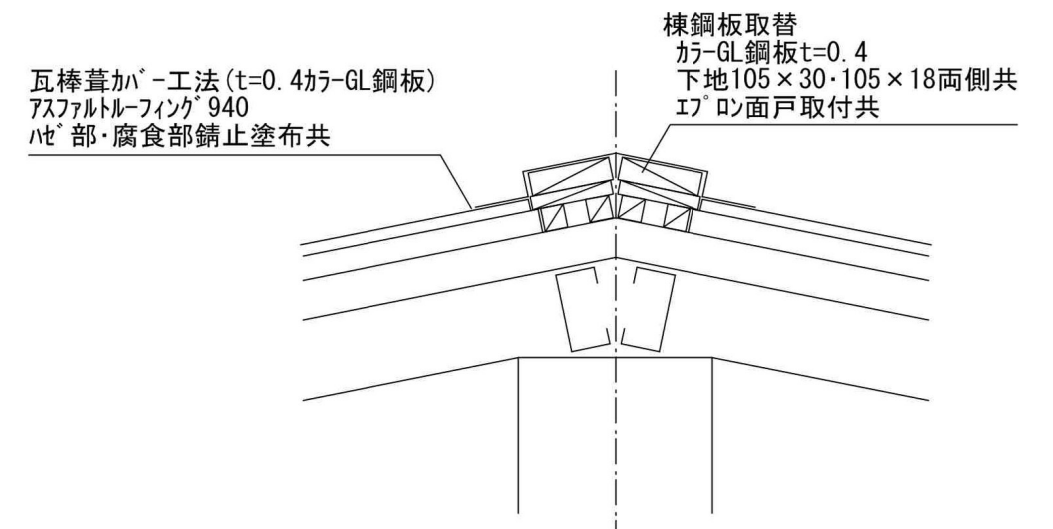 瓦棒葺ｶﾊﾞｰ工法(t=0.4ｶﾗｰGL鋼板)
ｱｽﾌｧﾙﾄﾙｰﾌｨﾝｸﾞ940
ﾊｾﾞ部･腐食部錆止塗布共
棟鋼板取替
ｶﾗｰGL鋼板t=0.4
下地105×30･105×18両側共
ｴﾌﾟﾛﾝ面戸取付共